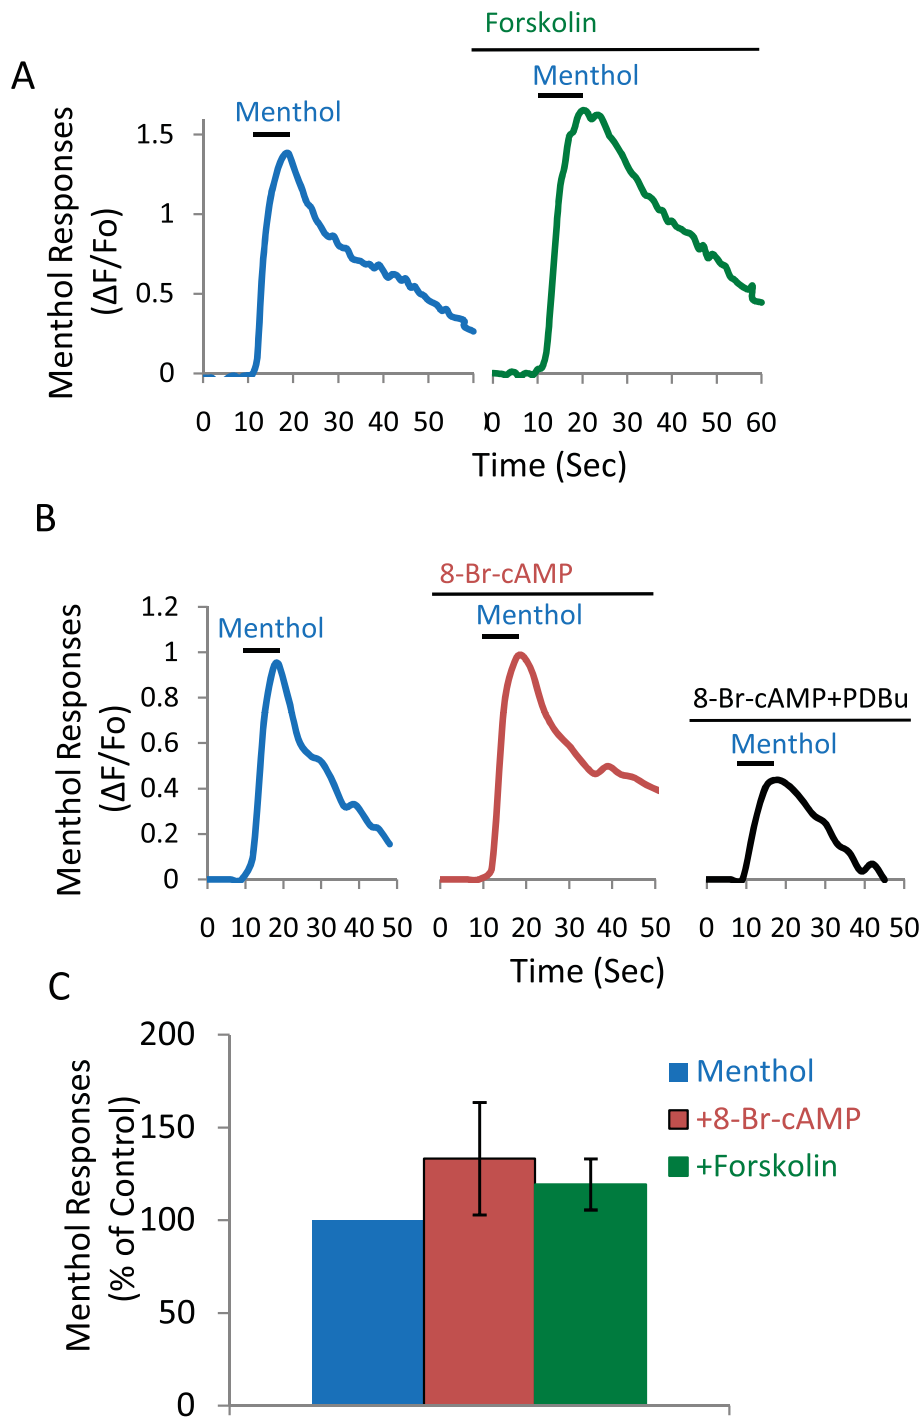 Forskolin
A
Menthol
Menthol
Menthol Responses
(ΔF/Fo)
1.5
1
0.5
0
0 10 20 30 40 50
0 10 20 30 40 50 60
Time (Sec)
B
8-Br-cAMP
Menthol
Menthol
8-Br-cAMP+PDBu
Menthol
Menthol Responses
(ΔF/Fo)
1.2
1
0.8
0.6
0.4
0.2
0
0 10 20 30 40 50
0 10 20 30 40 50
0 10 20 30 40 50
Time (Sec)
C
Menthol Responses
(% of Control)
200
150
100
50
0
Menthol
+8-Br-cAMP
+Forskolin